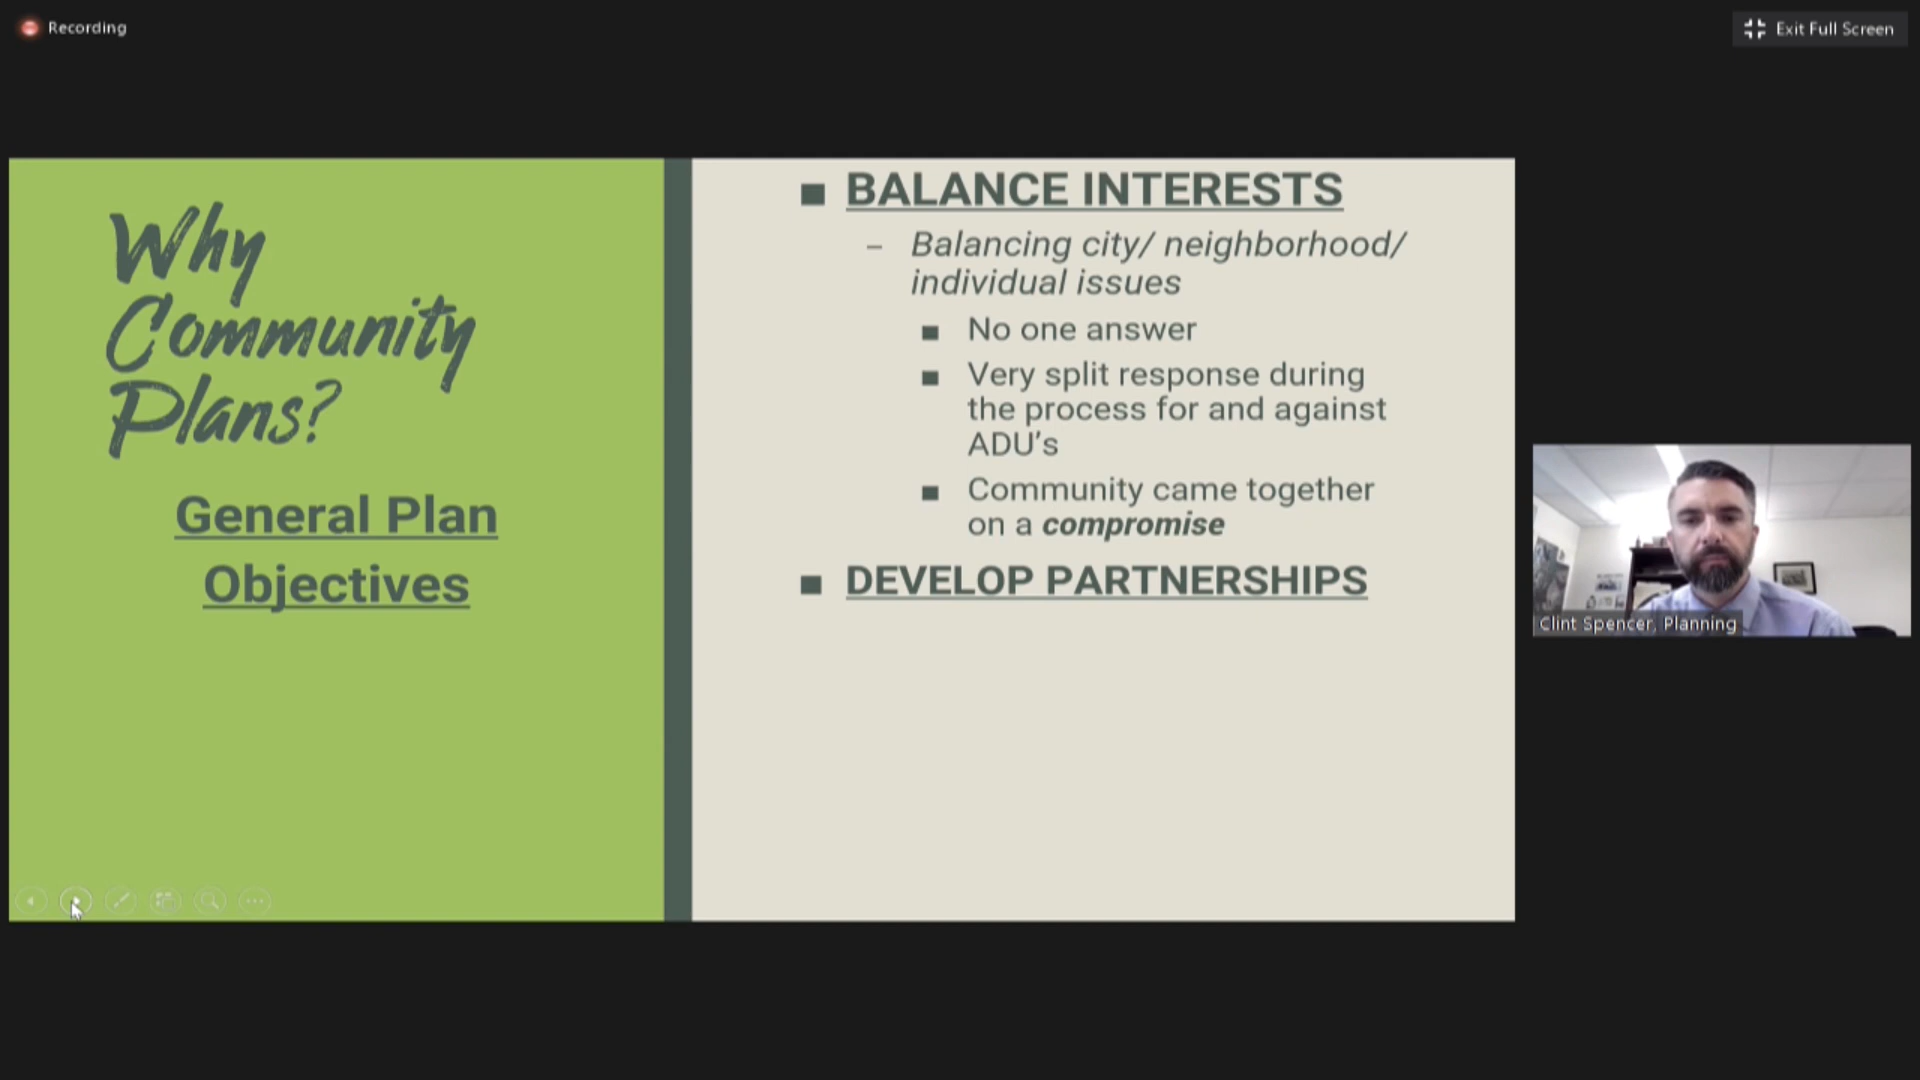 Recording
Exit Full Screen
Why
Community
Plans?
General Plan
Objectives
BALANCE INTERESTS
– Balancing city/ neighborhood/
individual issues
No one answer
Very split response during
the process for and against
ADU's
Community came together
on a compromise
DEVELOP PARTNERSHIPS
Clint Spencer, Planning